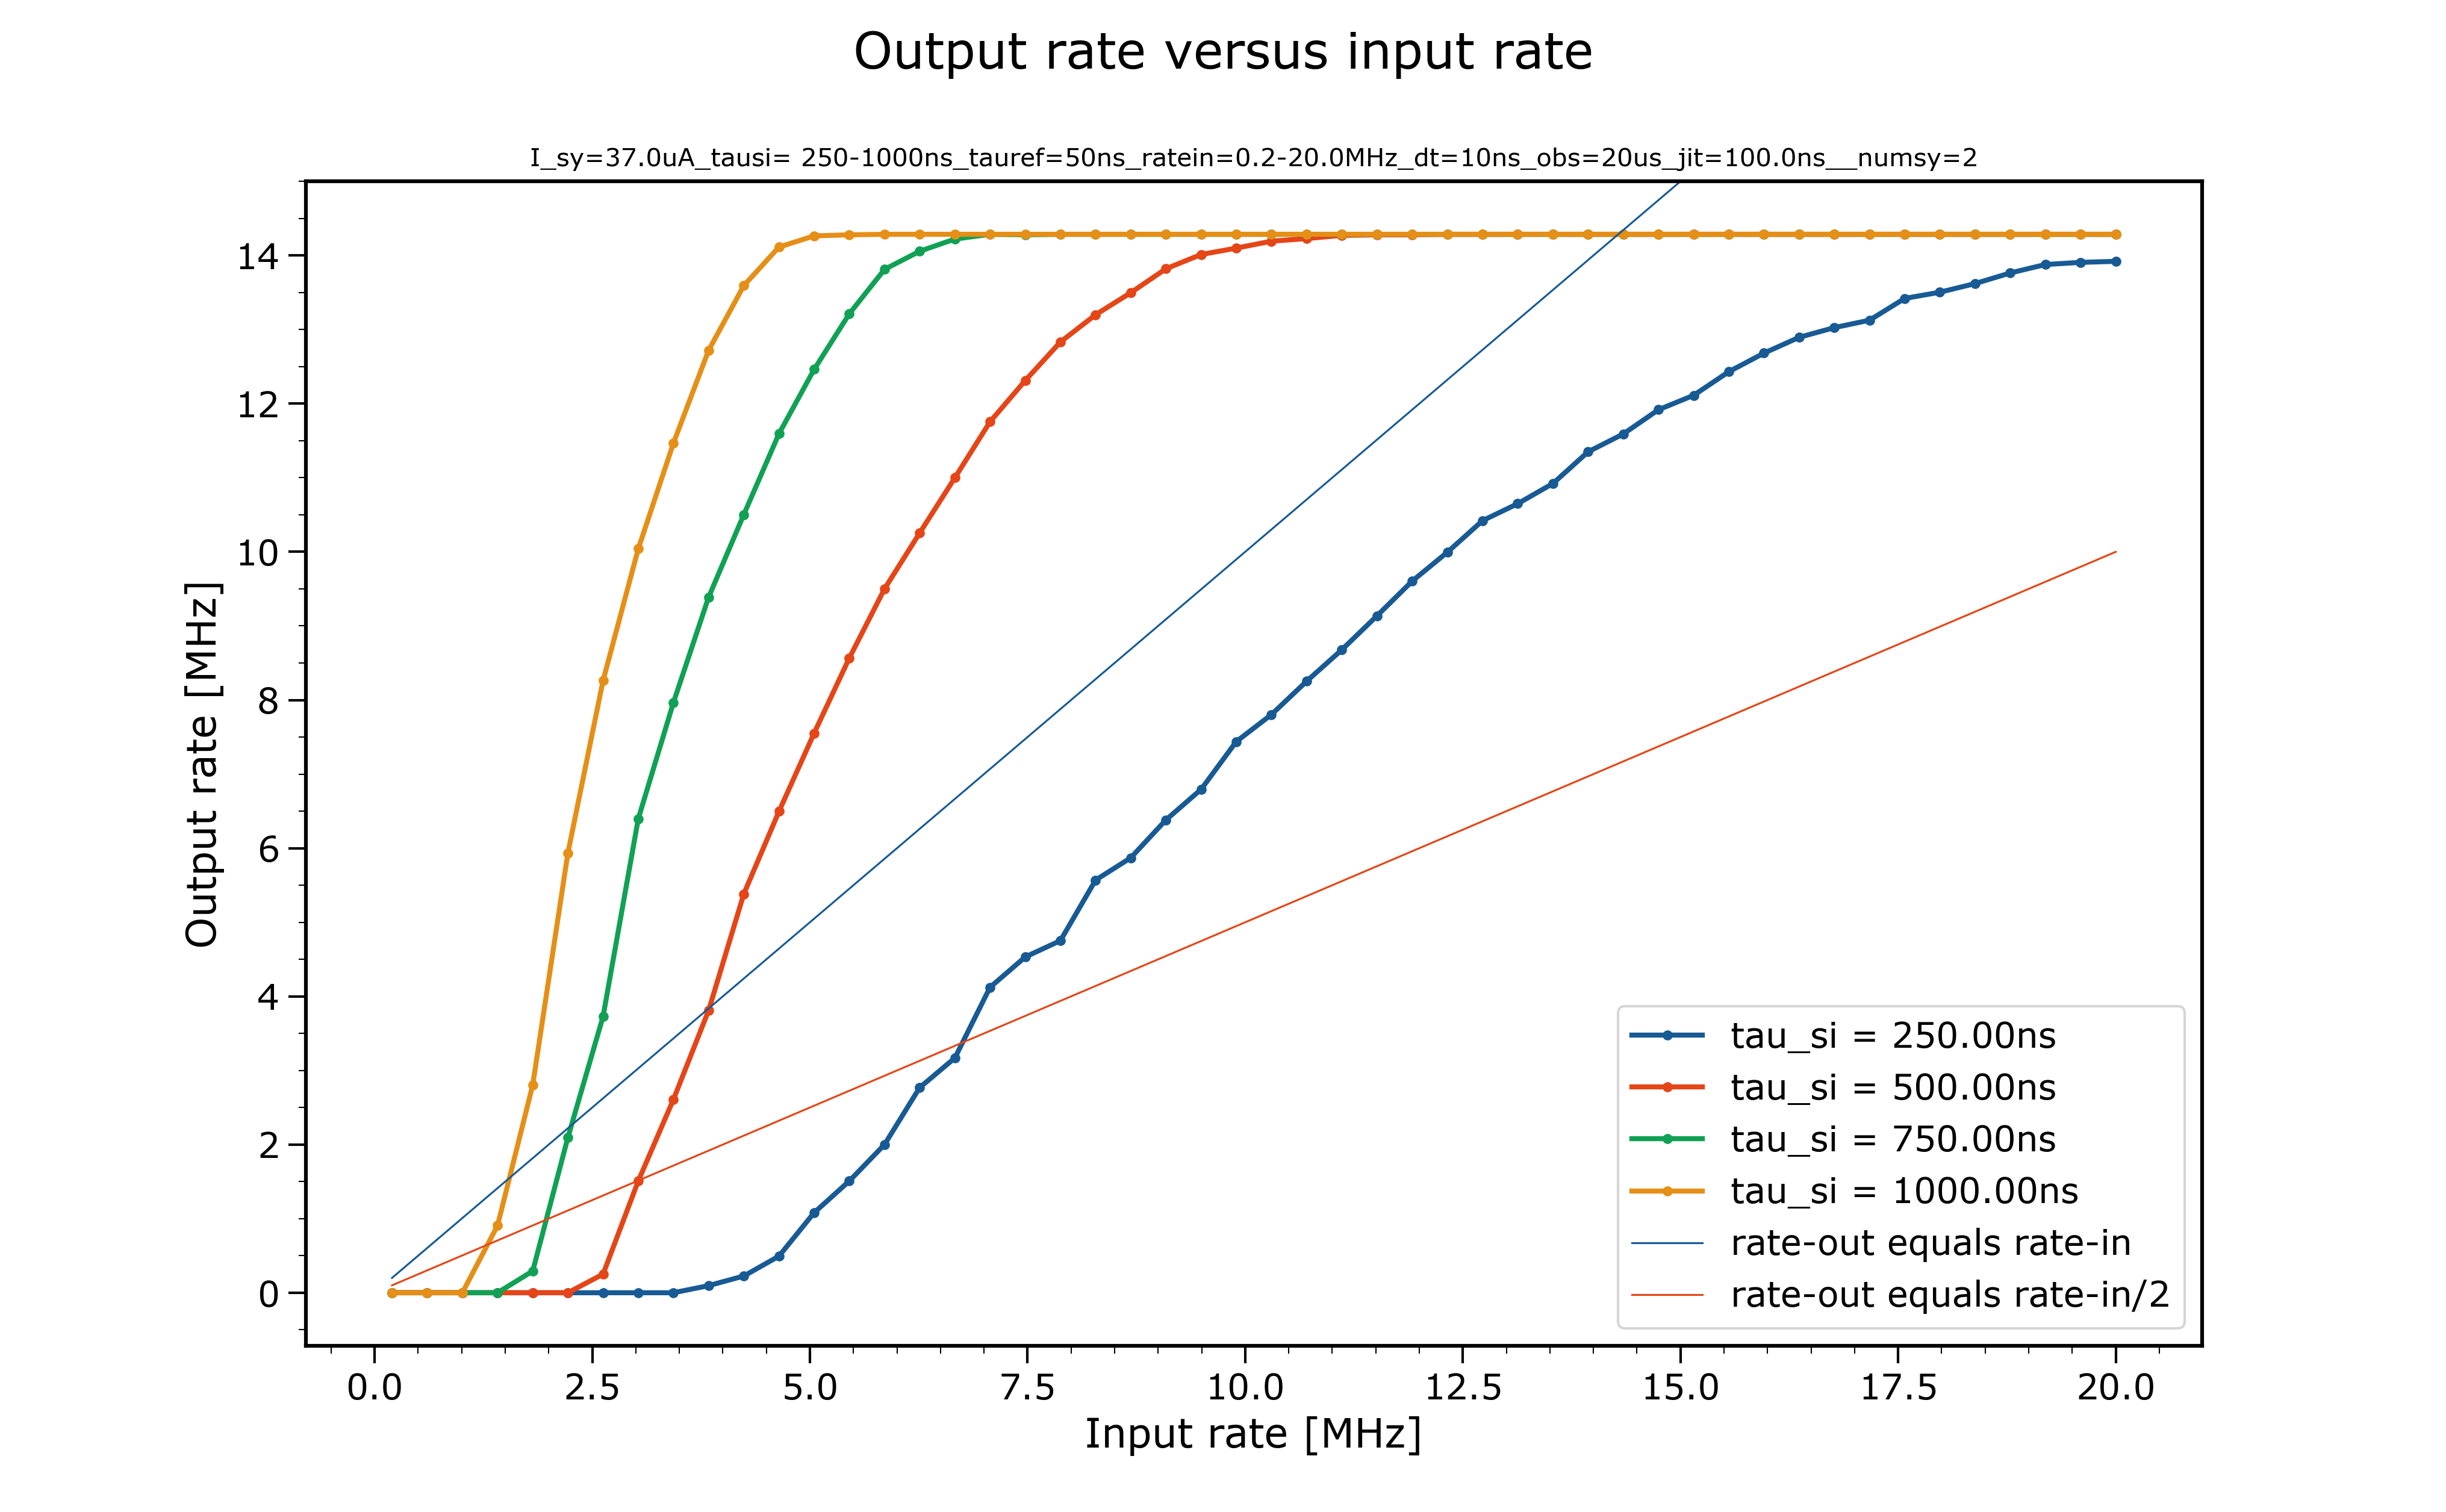 Output rate versus input rate
I_sy=37.0uA_tausi= 250-1000ns_tauref=50ns_ratein=0.2-20.0MHz_dt=10ns_obs=20us_jit=100.0ns__numsy=2
Output rate [MHz]
14
12
10
8
6
4
2
0
tau_si = 250.00ns
tau_si = 500.00ns
tau_si = 750.00ns
tau_si = 1000.00ns
rate-out equals rate-in
rate-out equals rate-in/2
0.0 2.5 5.0 7.5 10.0 12.5 15.0 17.5 20.0
Input rate [MHz]